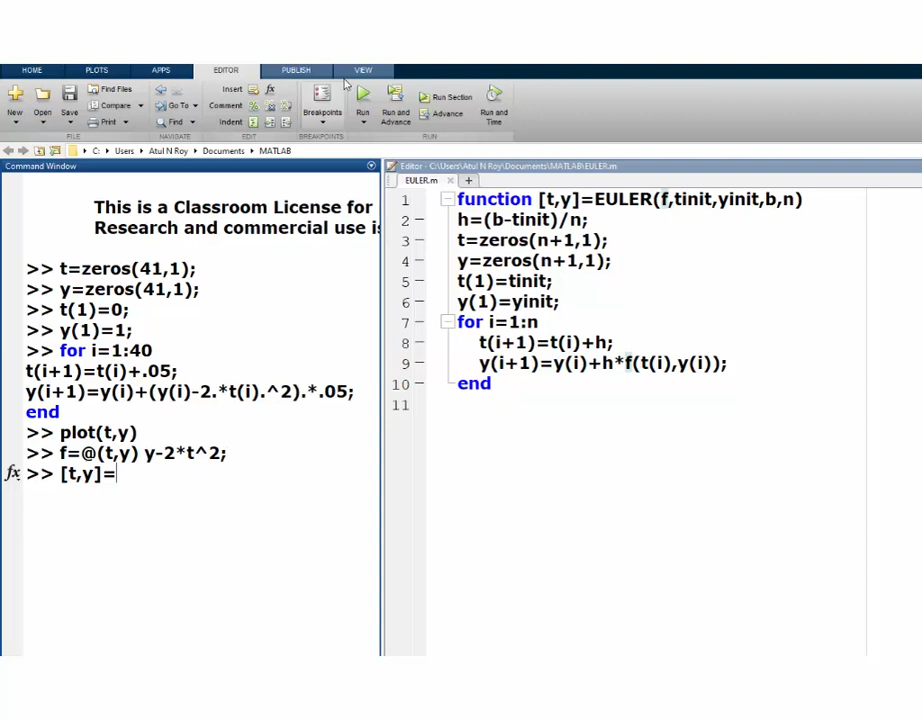 HOME PLOTS APPS EDITOR PUBLISH VIEW
New Open Save Find Files Compare Print Go To Find Insert fx Comment Indent Breakpoints Run Run and Advance Run Section Advance Run and Time
FILE NAVIGATE EDIT BREAKPOINTS RUN
C: Users Atul N Roy Documents MATLAB
Command Window
This is a Classroom License for
Research and commercial use is
>> t=zeros(41,1);
>> y=zeros(41,1);
>> t(1)=0;
>> y(1)=1;
>> for i=1:40
t(i+1)=t(i)+.05;
y(i+1)=y(i)+(y(i)-2.*t(i).^2).*.05;
end
>> plot(t,y)
>> f=@(t,y) y-2*t^2;
fx >> [t,y]=
Editor - C:\Users\Atul N Roy\Documents\MATLAB\EULER.m
EULER.m × +
1 function [t,y]=EULER(f,tinit,yinit,b,n)
2 h=(b-tinit)/n;
3 t=zeros(n+1,1);
4 y=zeros(n+1,1);
5 t(1)=tinit;
6 y(1)=yinit;
7 for i=1:n
8 t(i+1)=t(i)+h;
9 y(i+1)=y(i)+h*f(t(i),y(i));
10 end
11